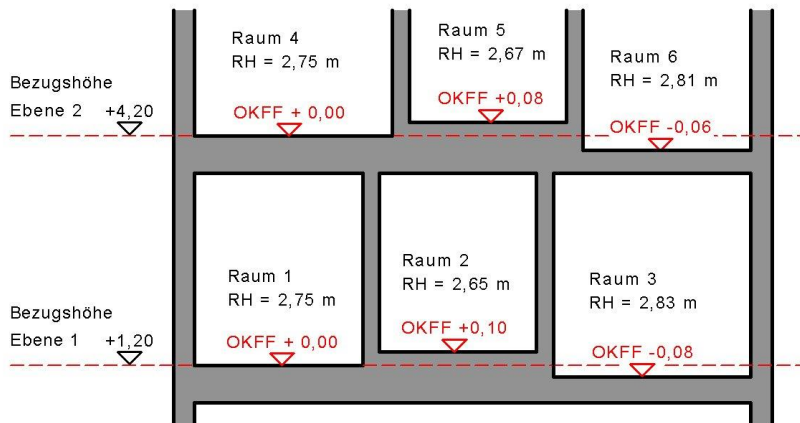 Raum 4
RH = 2,75 m
Raum 5
RH = 2,67 m
Raum 6
RH = 2,81 m
Bezugshöhe
Ebene 2 +4,20
OKFF + 0,00
OKFF +0,08
OKFF -0,06
Raum 1
RH = 2,75 m
Raum 2
RH = 2,65 m
Raum 3
RH = 2,83 m
Bezugshöhe
Ebene 1 +1,20
OKFF + 0,00
OKFF +0,10
OKFF -0,08